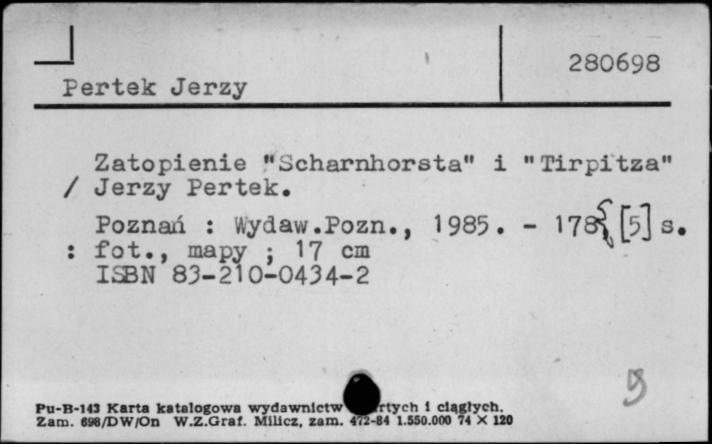 280698
Pertek Jerzy
Zatopienie "Scharnhorsta" i "Tirpitza"
/ Jerzy Pertek.
Poznań : Wydaw.Pozn., 1985. - 178, [5] s.
: fot., mapy ; 17 cm
ISBN 83-210-0434-2
9
Pu-B-143 Karta katalogowa wydawnictw rtych i ciągłych.
Zam. 698/DW/On W.Z.Graf. Milicz, zam. 472-84 1.550.000 74 X 120